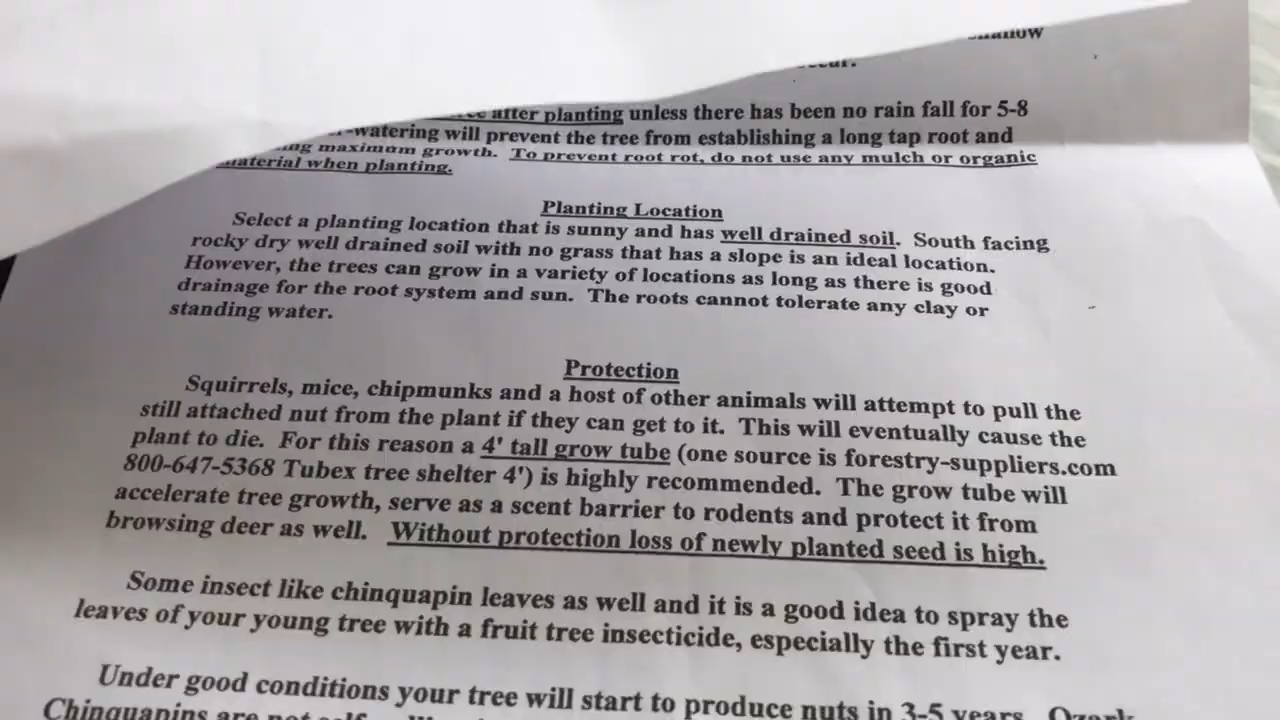 after planting unless there has been no rain fall for 5-8
-watering will prevent the tree from establishing a long tap root and
maximum growth. To prevent root rot, do not use any mulch or organic
material when planting.
Planting Location
Select a planting location that is sunny and has well drained soil. South facing
rocky dry well drained soil with no grass that has a slope is an ideal location.
However, the trees can grow in a variety of locations as long as there is good
drainage for the root system and sun. The roots cannot tolerate any clay or
standing water.
Protection
Squirrels, mice, chipmunks and a host of other animals will attempt to pull the
still attached nut from the plant if they can get to it. This will eventually cause the
plant to die. For this reason a 4' tall grow tube (one source is forestry-suppliers.com
800-647-5368 Tubex tree shelter 4') is highly recommended. The grow tube will
accelerate tree growth, serve as a scent barrier to rodents and protect it from
browsing deer as well. Without protection loss of newly planted seed is high.
Some insect like chinquapin leaves as well and it is a good idea to spray the
leaves of your young tree with a fruit tree insecticide, especially the first year.
Under good conditions your tree will start to produce nuts in 3-5 years. Ozark
Chinquapins are not